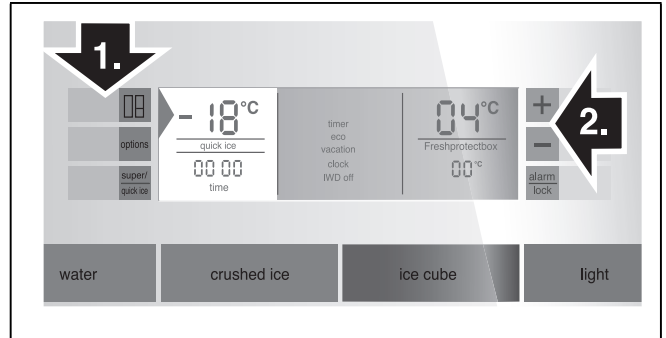 1.
- 18 °C
quick ice
00 00
time
timer
eco
vacation
clock
IWD off
04 °C
Freshprotectbox
00 °C
options
super/
quick ice
+
-
alarm
lock
2.
water
crushed ice
ice cube
light